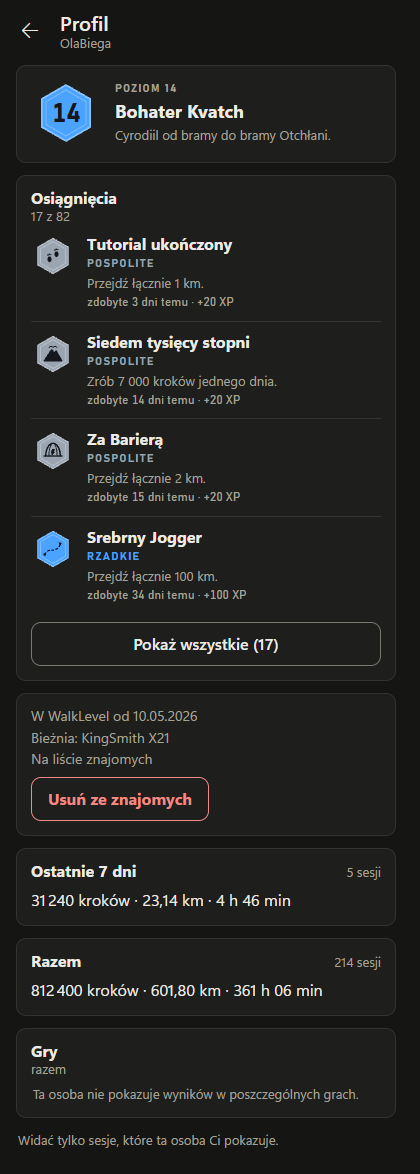 Profil
OlaBiega
14
POZIOM 14
Bohater Kvatch
Cyrodiil od bramy do bramy Otchłani.
Osiągnięcia
17 z 82
Tutorial ukończony
POSPOLITE
Przejdź łącznie 1 km.
zdobyte 3 dni temu · +20 XP
Siedem tysięcy stopni
POSPOLITE
Zrób 7 000 kroków jednego dnia.
zdobyte 14 dni temu · +20 XP
Za Barierą
POSPOLITE
Przejdź łącznie 2 km.
zdobyte 15 dni temu · +20 XP
Srebrny Jogger
RZADKIE
Przejdź łącznie 100 km.
zdobyte 34 dni temu · +100 XP
Pokaż wszystkie (17)
W WalkLevel od 10.05.2026
Bieżnia: KingSmith X21
Na liście znajomych
Usuń ze znajomych
Ostatnie 7 dni
5 sesji
31 240 kroków · 23,14 km · 4 h 46 min
Razem
214 sesji
812 400 kroków · 601,80 km · 361 h 06 min
Gry
razem
Ta osoba nie pokazuje wyników w poszczególnych grach.
Widać tylko sesje, które ta osoba Ci pokazuje.